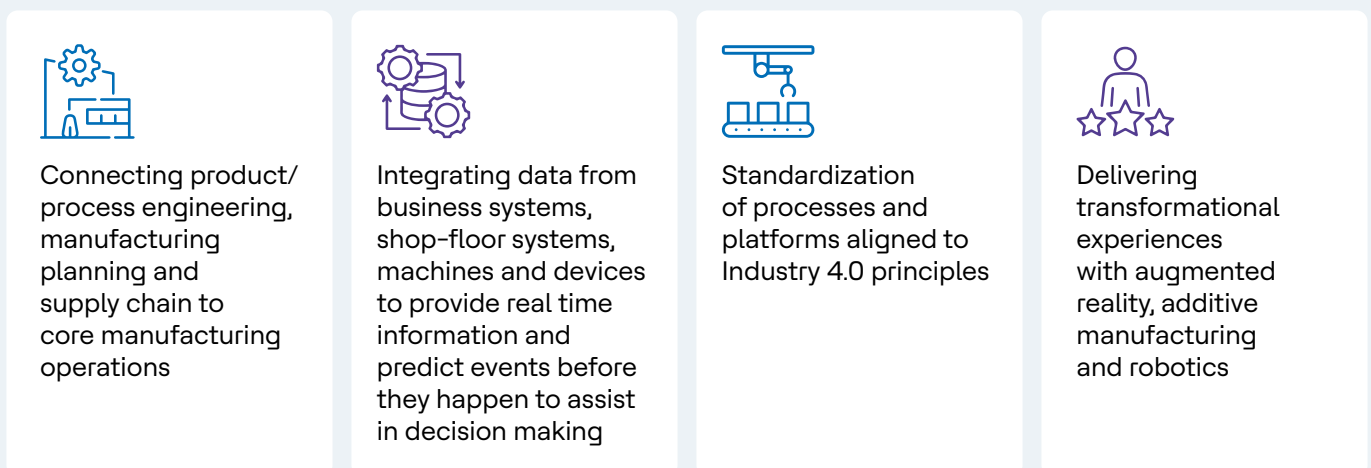 Connecting product/
process engineering,
manufacturing
planning and
supply chain to
core manufacturing
operations
Integrating data from
business systems,
shop-floor systems,
machines and devices
to provide real time
information and
predict events before
they happen to assist
in decision making
Standardization
of processes and
platforms aligned to
Industry 4.0 principles
Delivering
transformational
experiences
with augmented
reality, additive
manufacturing
and robotics